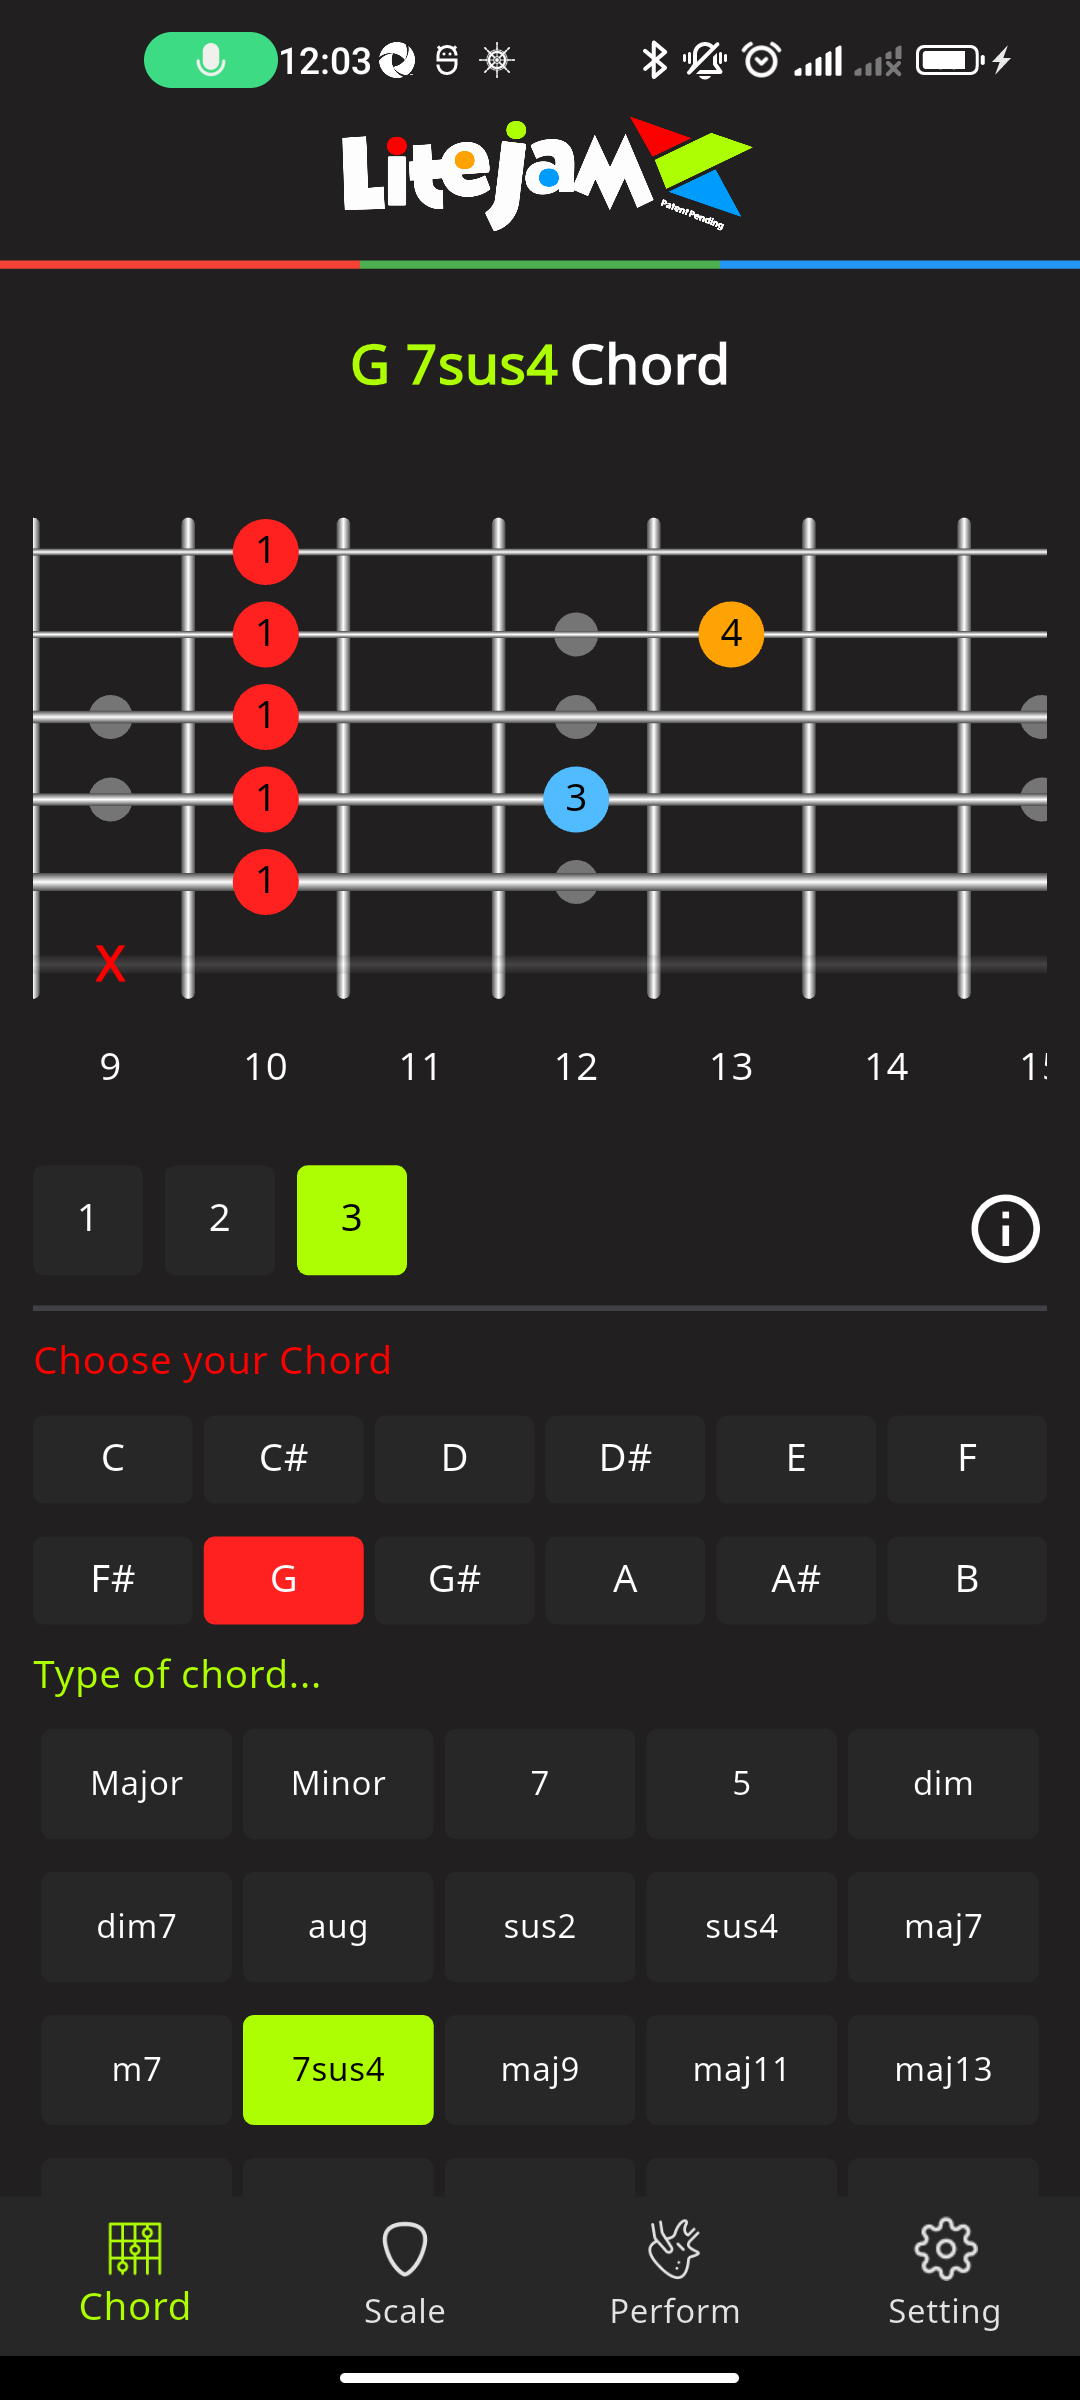 12:03
Litejam
Patent Pending
G 7sus4 Chord
1
1 4
1
1 3
1
X
9 10 11 12 13 14
1 2 3
Choose your Chord
C C# D D# E F
F# G G# A A# B
Type of chord...
Major Minor 7 5 dim
dim7 aug sus2 sus4 maj7
m7 7sus4 maj9 maj11 maj13
Chord Scale Perform Setting